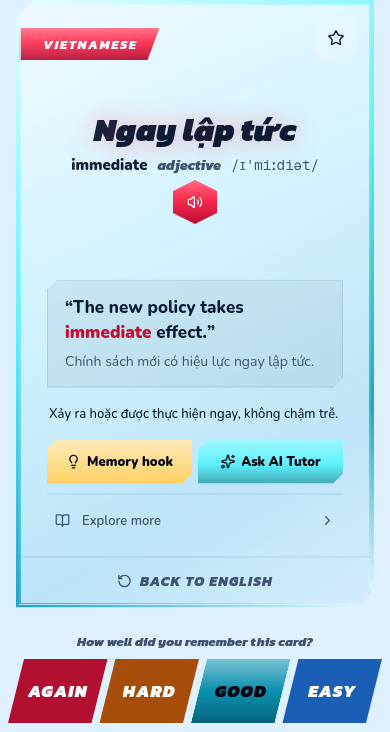 VIETNAMESE
Ngay lập tức
immediate adjective /ɪˈmiːdiət/
“The new policy takes
immediate effect.”
Chính sách mới có hiệu lực ngay lập tức.
Xảy ra hoặc được thực hiện ngay, không chậm trễ.
Memory hook Ask AI Tutor
Explore more
BACK TO ENGLISH
How well did you remember this card?
AGAIN HARD GOOD EASY